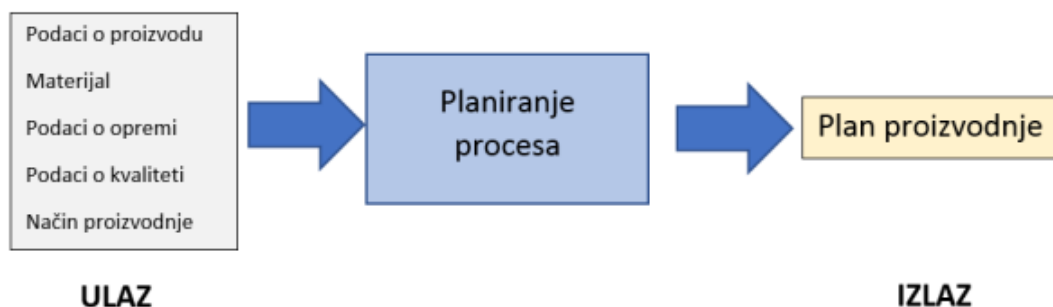 Podaci o proizvodu
Materijal
Podaci o opremi
Podaci o kvaliteti
Način proizvodnje
Planiranje
procesa
Plan proizvodnje
ULAZ
IZLAZ